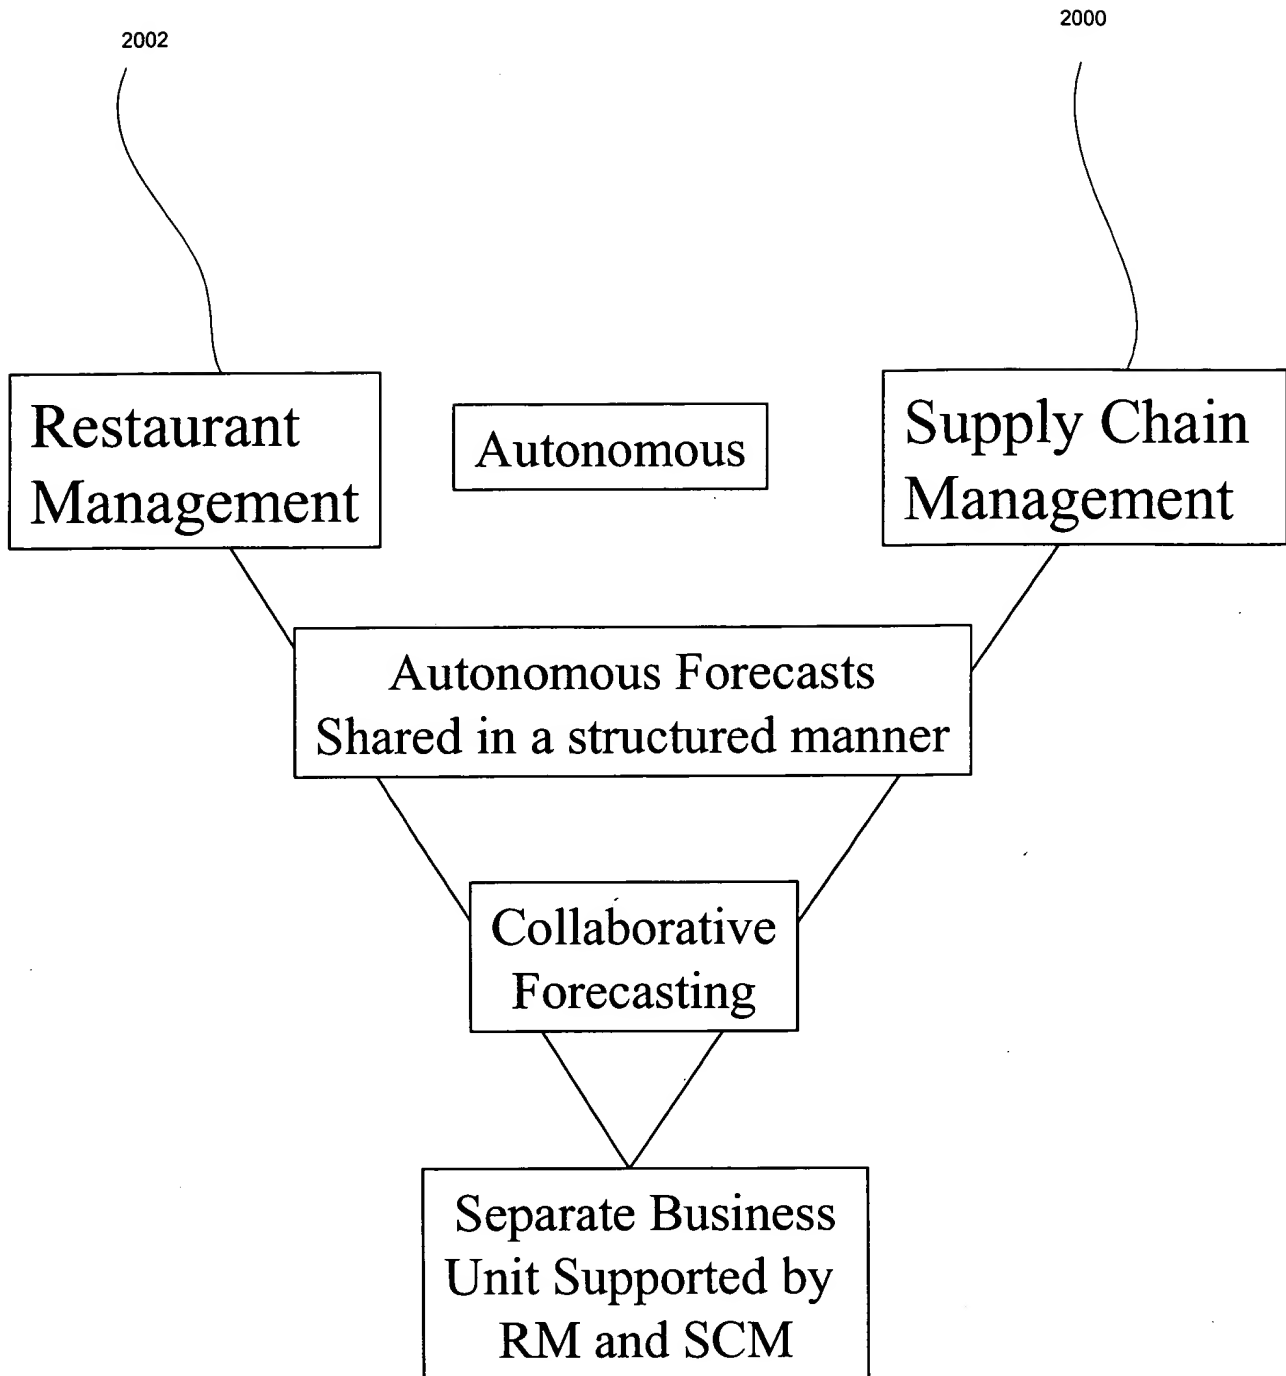 2002
2000
Restaurant
Management
Autonomous
Supply Chain
Management
Autonomous Forecasts
Shared in a structured manner
Collaborative
Forecasting
Separate Business
Unit Supported by
RM and SCM